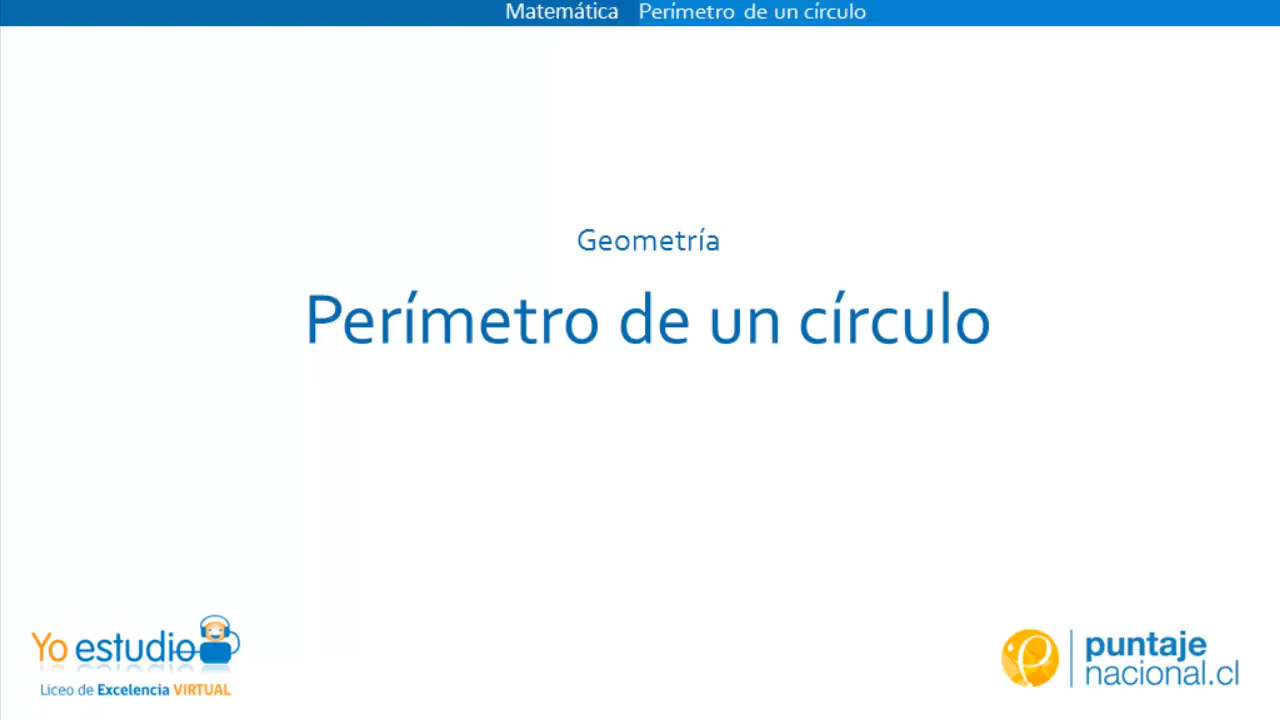 Matemática Perímetro de un círculo
Geometría
Perímetro de un círculo
Yo estudio
Liceo de Excelencia VIRTUAL
puntaje
nacional.cl